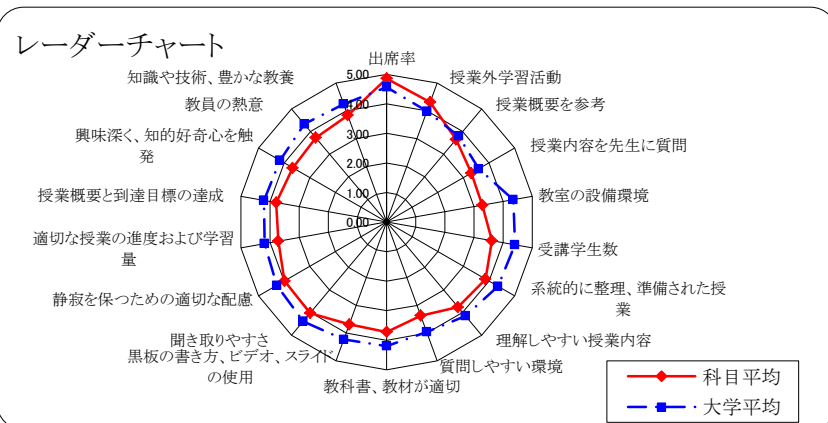 レーダーチャート
出席率
授業外学習活動
授業概要を参考
授業内容を先生に質問
教室の設備環境
受講学生数
系統的に整理、準備された授
業
理解しやすい授業内容
質問しやすい環境
教科書、教材が適切
黒板の書き方、ビデオ、スライド
の使用
聞き取りやすさ
静寂を保つための適切な配慮
適切な授業の進度および学習
量
授業概要と到達目標の達成
興味深く、知的好奇心を触
発
教員の熱意
知識や技術、豊かな教養
5.00
4.00
3.00
2.00
1.00
0.00
科目平均
大学平均